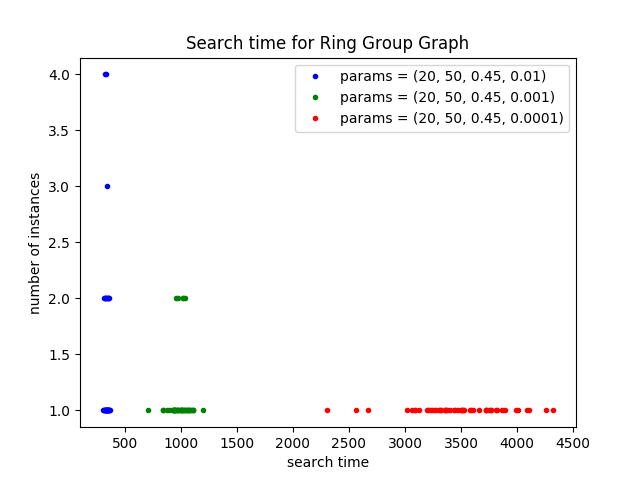 Search time for Ring Group Graph
params = (20, 50, 0.45, 0.01)
params = (20, 50, 0.45, 0.001)
params = (20, 50, 0.45, 0.0001)
number of instances
4.0
3.5
3.0
2.5
2.0
1.5
1.0
500 1000 1500 2000 2500 3000 3500 4000 4500
search time